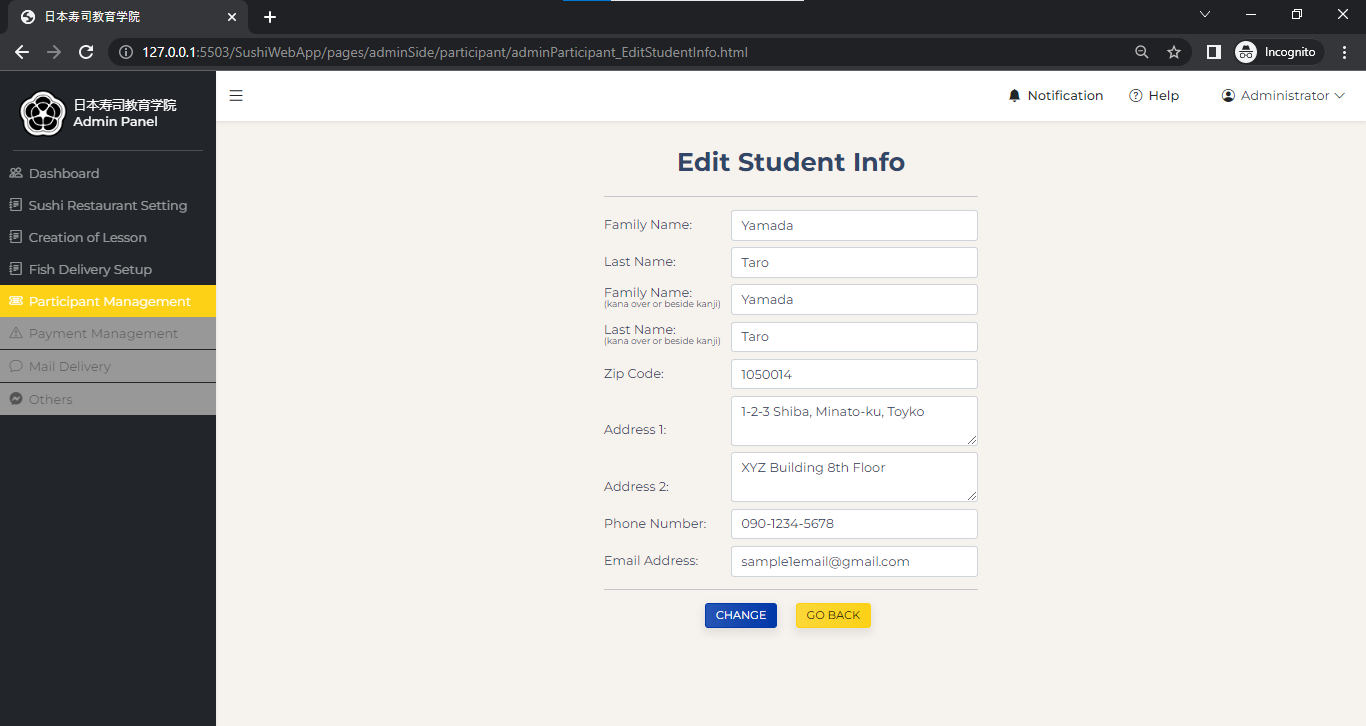 日本寿司教育学院
127.0.0.1:5503/SushiWebApp/pages/adminSide/participant/adminParticipant_EditStudentInfo.html
Incognito
日本寿司教育学院
Admin Panel
Notification
Help
Administrator
Dashboard
Sushi Restaurant Setting
Creation of Lesson
Fish Delivery Setup
Participant Management
Payment Management
Mail Delivery
Others
Edit Student Info
Family Name: Yamada
Last Name: Taro
Family Name: Yamada
(kana over or beside kanji)
Last Name: Taro
(kana over or beside kanji)
Zip Code: 1050014
Address 1: 1-2-3 Shiba, Minato-ku, Toyko
Address 2: XYZ Building 8th Floor
Phone Number: 090-1234-5678
Email Address: sample1email@gmail.com
CHANGE GO BACK